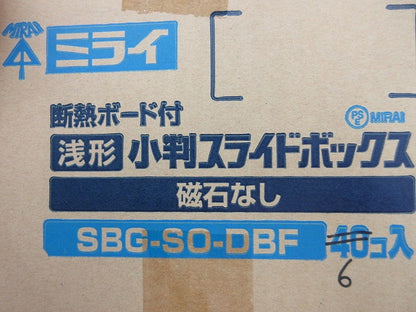 MIRAI ミライ
断熱ボード付
PS E MIRAI
浅形 小判スライドボックス
磁石なし
SBG-SO-DBF 40コ入
6